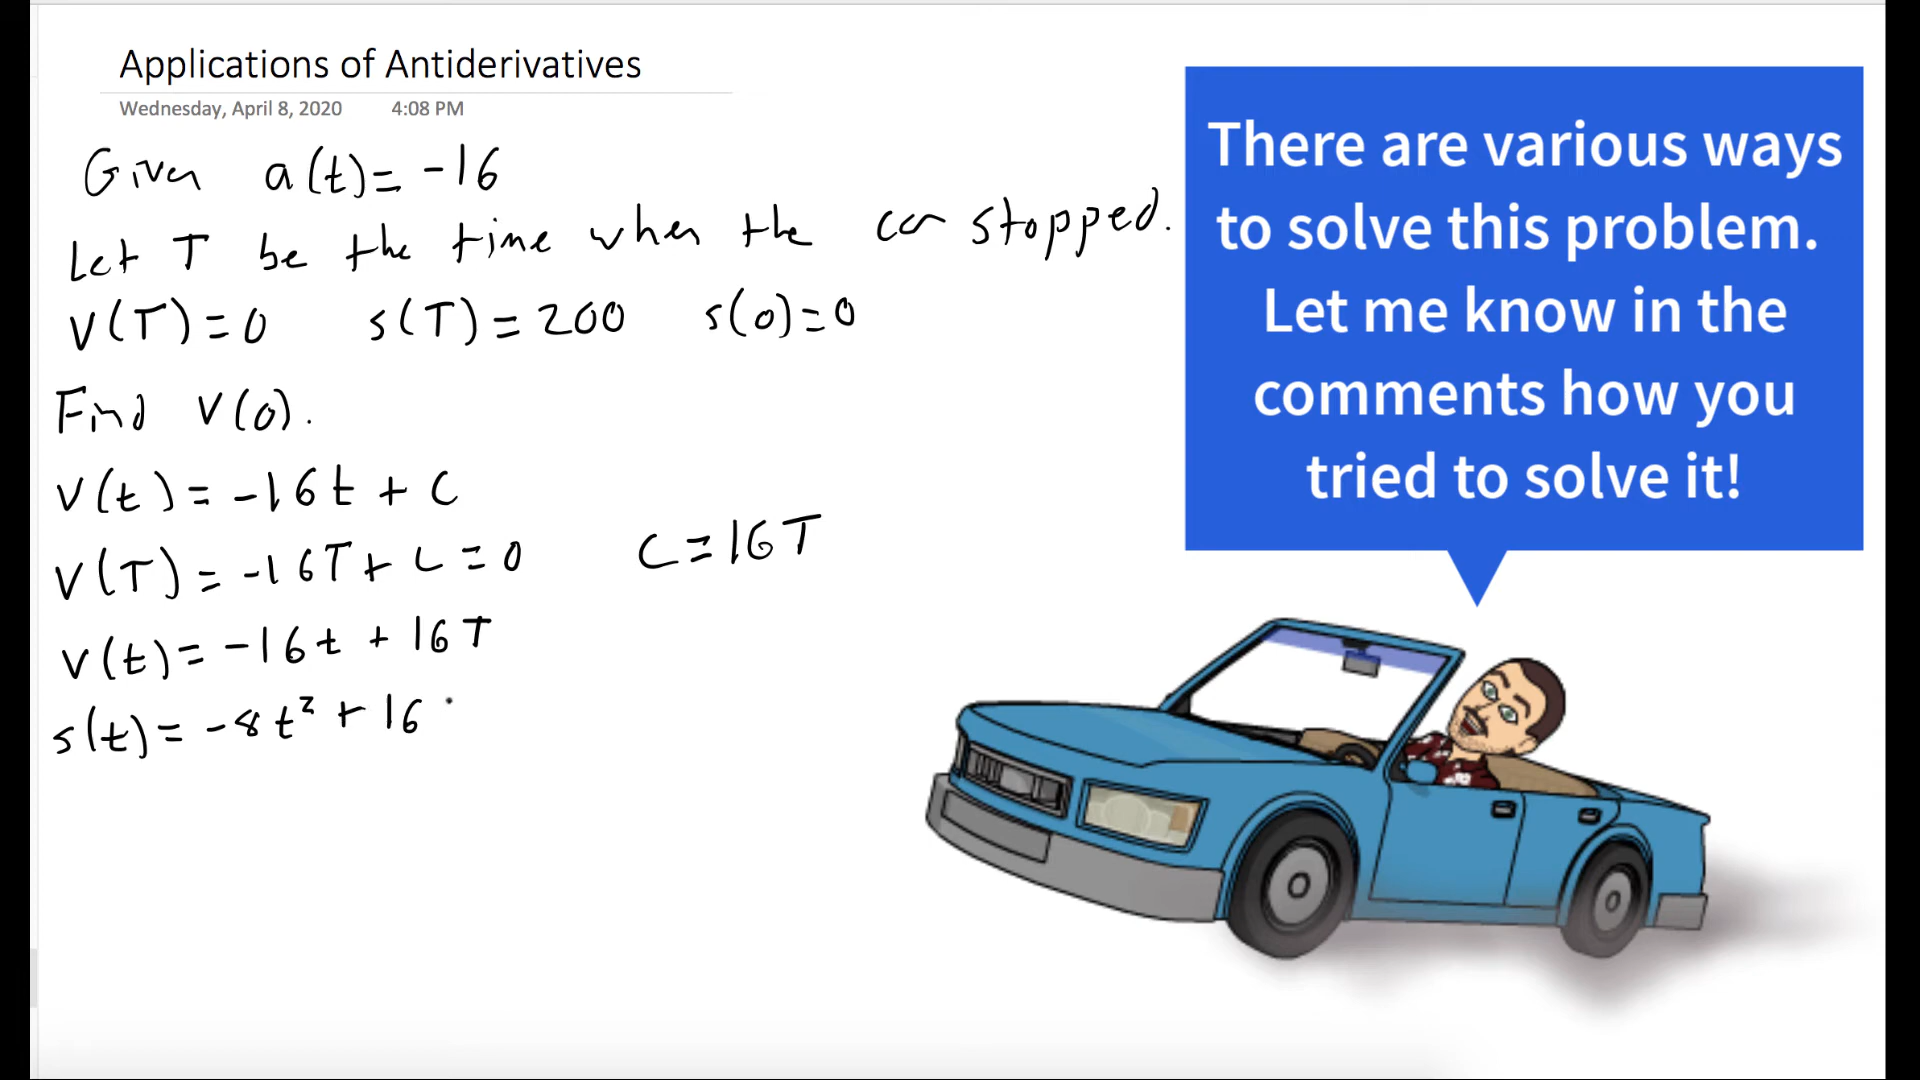 Applications of Antiderivatives
Wednesday, April 8, 2020 4:08 PM
Given a(t)= -16
Let T be the time when the car stopped.
v(T)=0 s(T)=200 s(0)=0
Find v(0).
v(t)= -16t + C
v(T)= -16T+C=0 C=16T
v(t)= -16t + 16T
s(t)= -8t² + 16
There are various ways
to solve this problem.
Let me know in the
comments how you
tried to solve it!